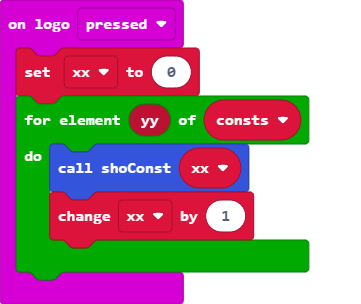 on logo pressed
set xx to 0
for element yy of consts
do
call shoConst xx
change xx by 1